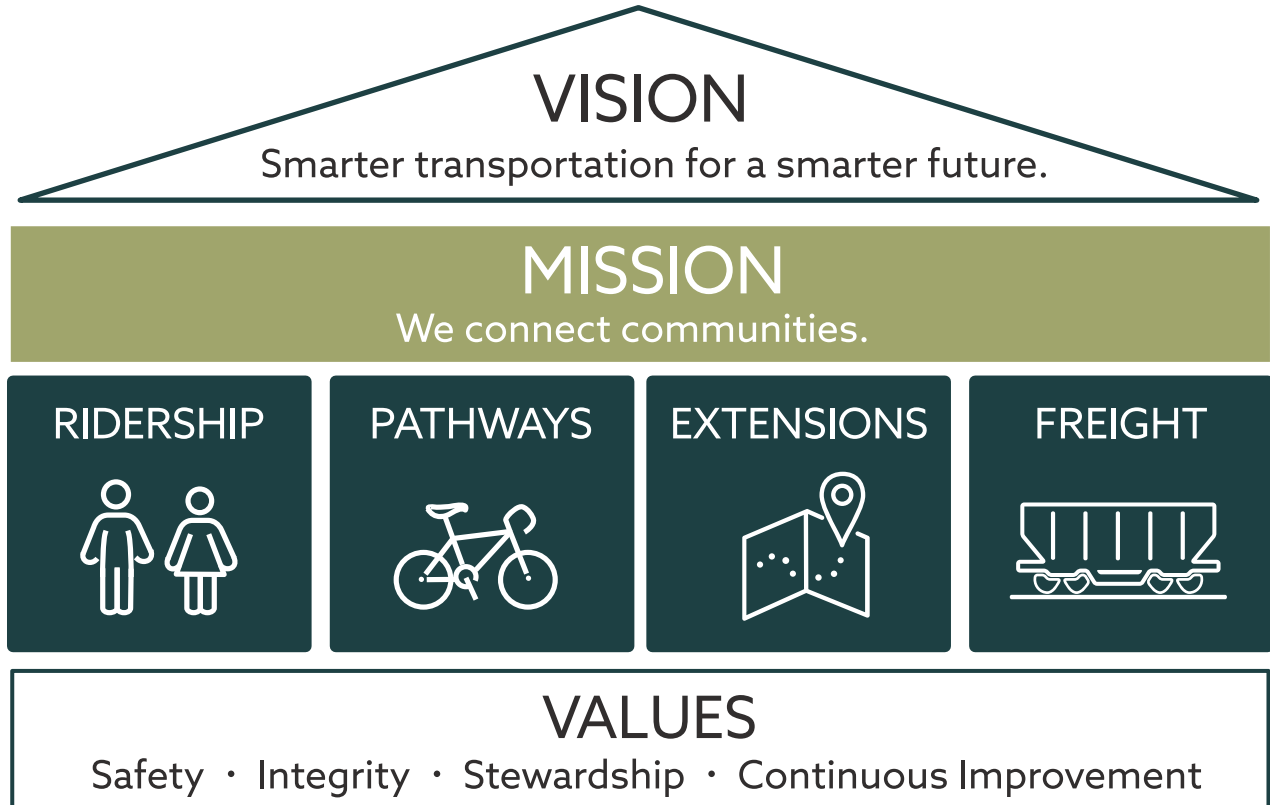 VISION
Smarter transportation for a smarter future.
MISSION
We connect communities.
RIDERSHIP
PATHWAYS
EXTENSIONS
FREIGHT
VALUES
Safety · Integrity · Stewardship · Continuous Improvement